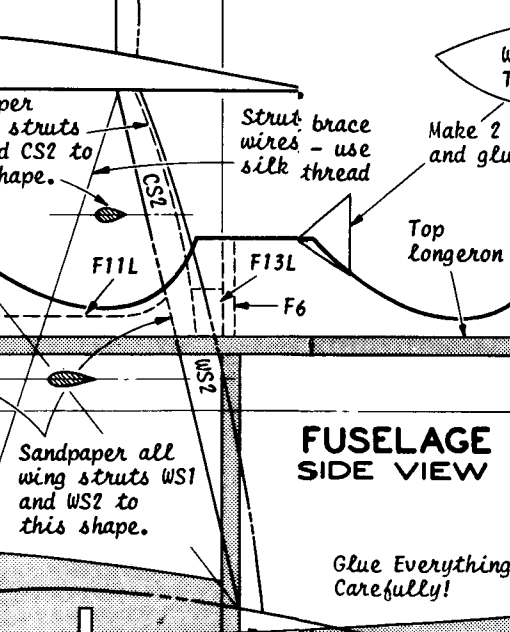 per
struts
d CS2 to
hape.
Strut brace
wires - use
silk thread
W
T
Make 2
and glu
CS2
Top
longeron
F11L
F13L
F6
WS2
FUSELAGE
SIDE VIEW
Sandpaper all
wing struts WS1
and WS2 to
this shape.
Glue Everything
Carefully!